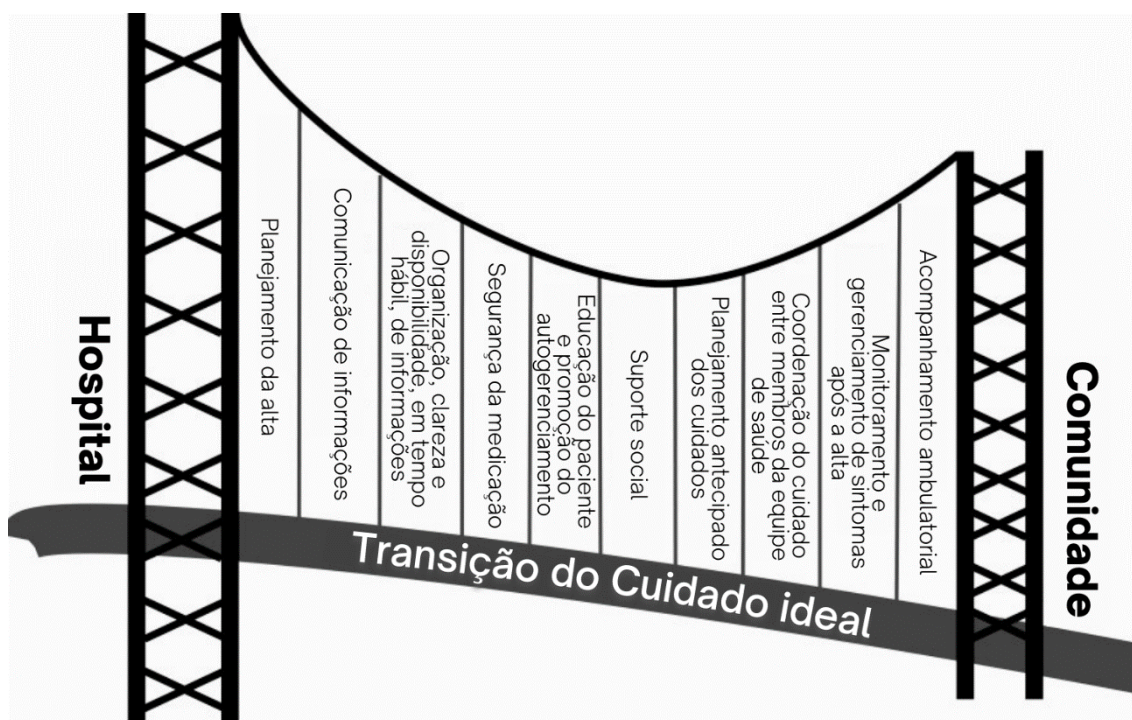 Hospital
Planejamento da alta
Comunicação de informações
Organização, clareza e
disponibilidade, em tempo
hábil, de informações
Segurança da medicação
Educação do paciente
e promoção do
autogerenciamento
Suporte social
Planejamento antecipado
dos cuidados
Coordenação do cuidado
entre membros da equipe
de saúde
Monitoramento e
gerenciamento de sintomas
após a alta
Acompanhamento ambulatorial
Comunidade
Transição do Cuidado ideal